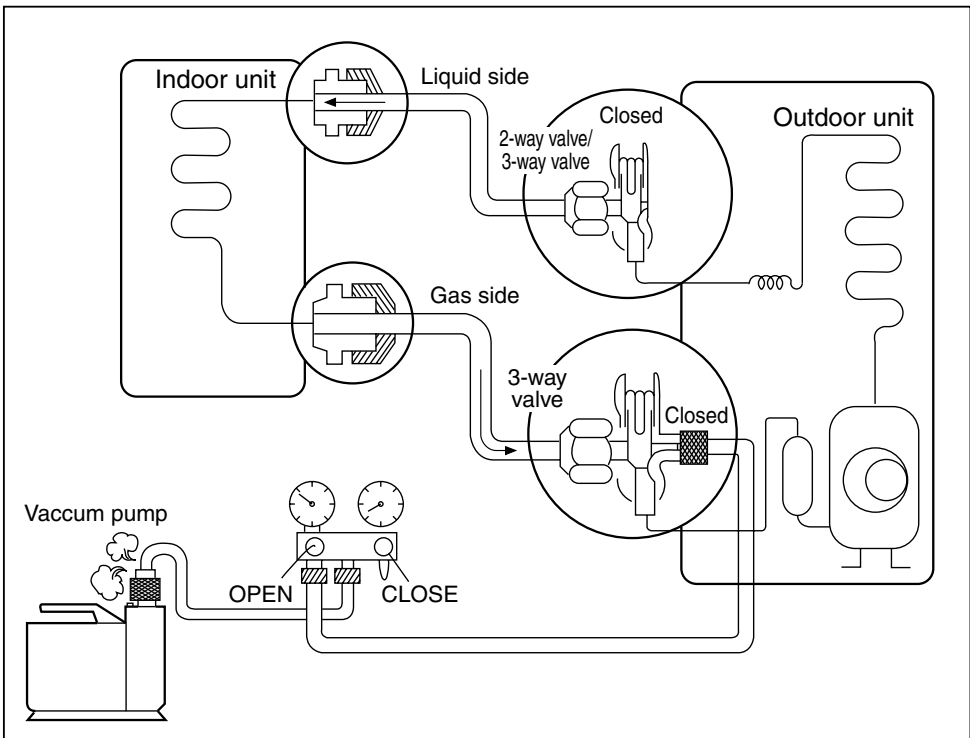 Indoor unit
Liquid side
Closed
2-way valve/
3-way valve
Outdoor unit
Gas side
3-way
valve
Closed
Vaccum pump
OPEN
CLOSE